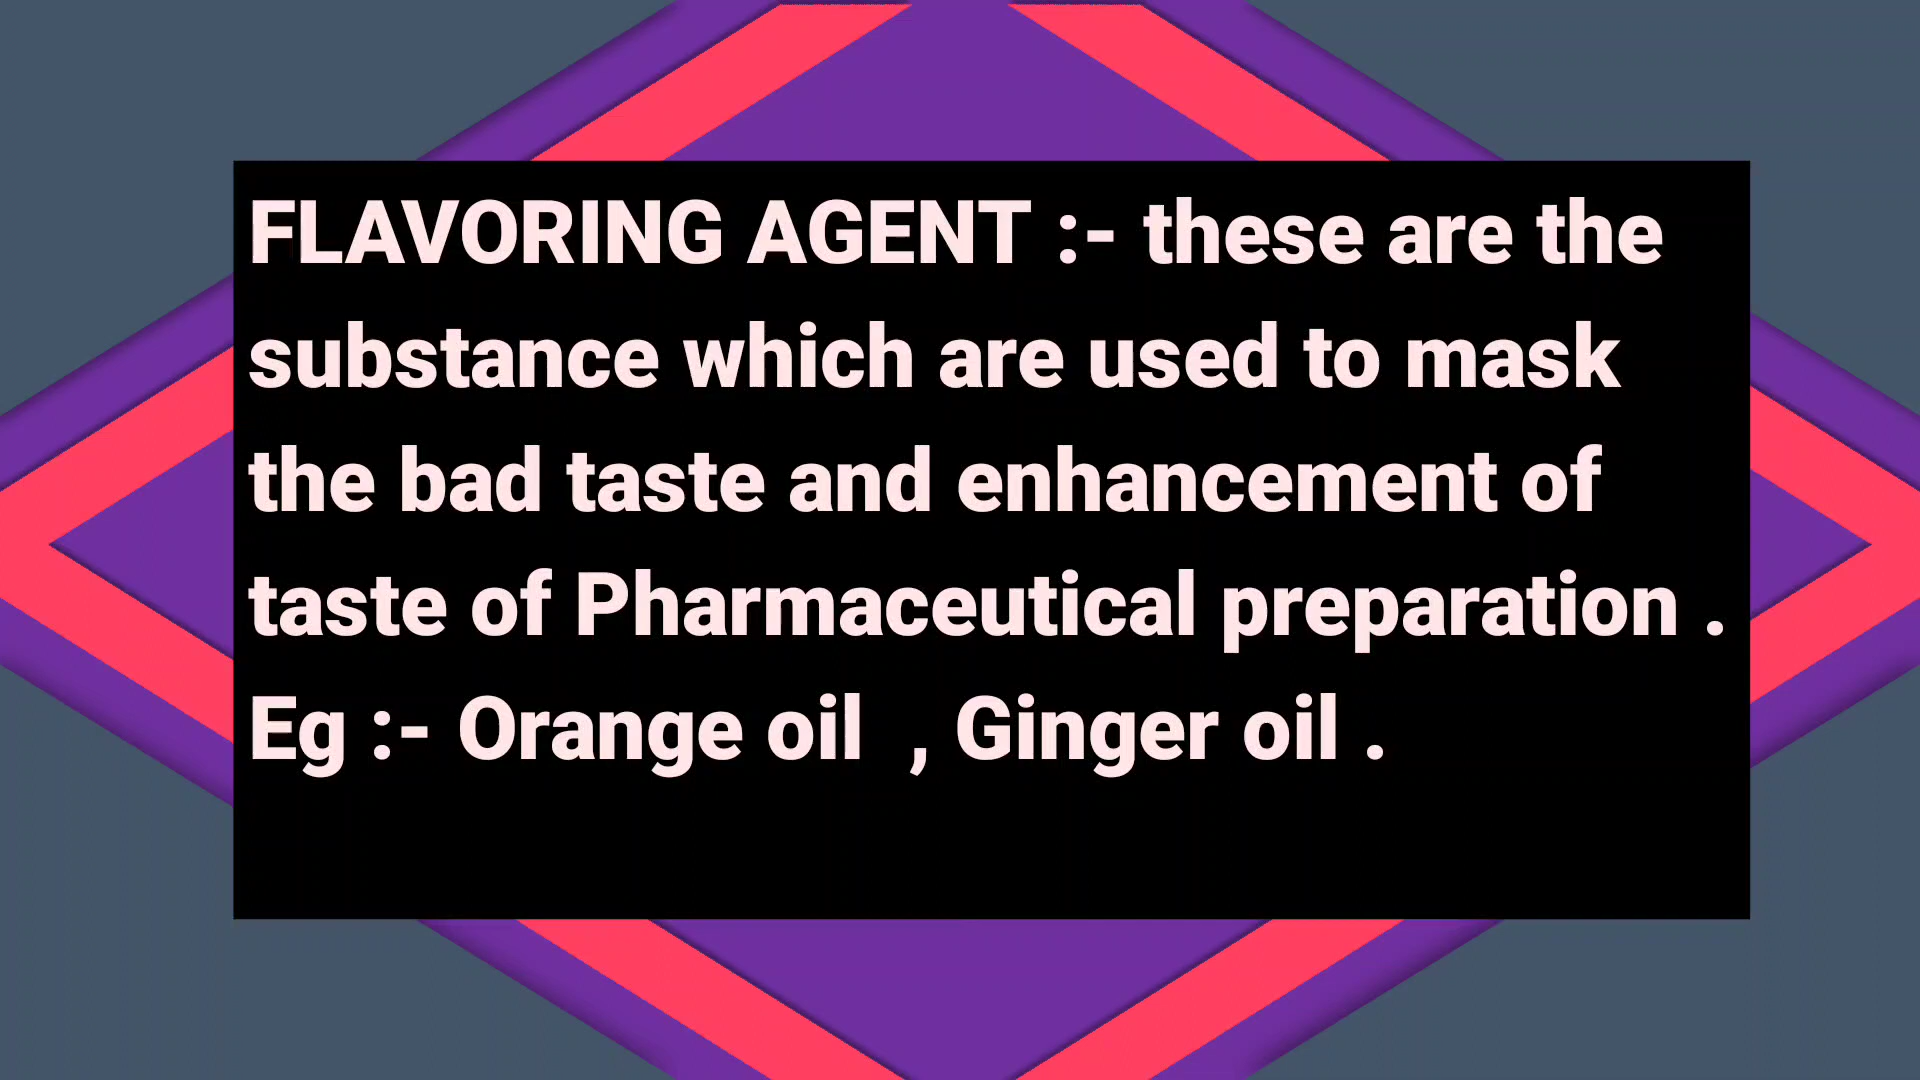 FLAVORING AGENT :- these are the
substance which are used to mask
the bad taste and enhancement of
taste of Pharmaceutical preparation .
Eg :- Orange oil  , Ginger oil .